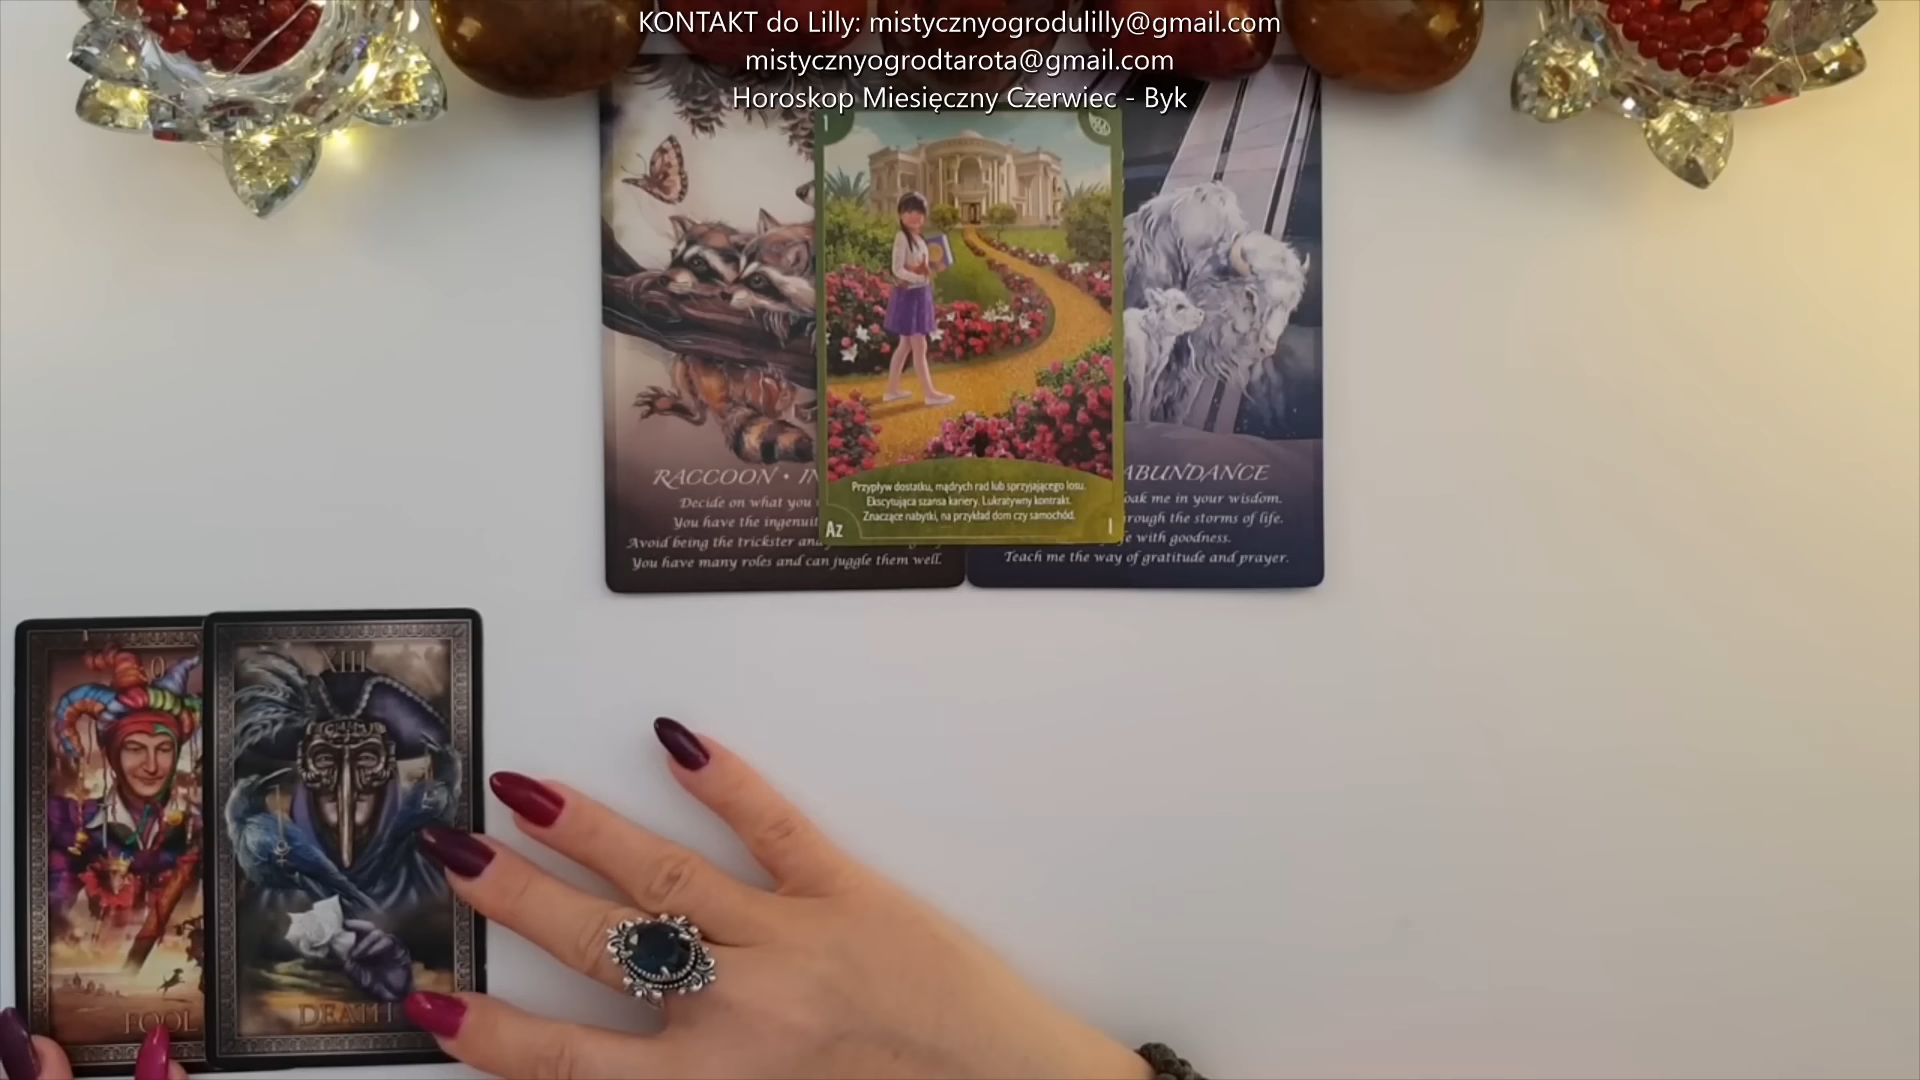 KONTAKT do Lilly: mistycznyogrodulilly@gmail.com
mistycznyogrodtarota@gmail.com
Horoskop Miesięczny Czerwiec - Byk
I
Przypływ dostatku, mądrych rad lub sprzyjającego losu.
Ekscytująca szansa kariery. Lukratywny kontrakt.
Znaczące nabytki, na przykład dom czy samochód.
Az
I
RACCOON • IN
Decide on what you
You have the ingenuit
Avoid being the trickster and
You have many roles and can juggle them well.
ABUNDANCE
oak me in your wisdom.
rough the storms of life.
fe with goodness.
Teach me the way of gratitude and prayer.
0
FOOL
XIII
DEATH